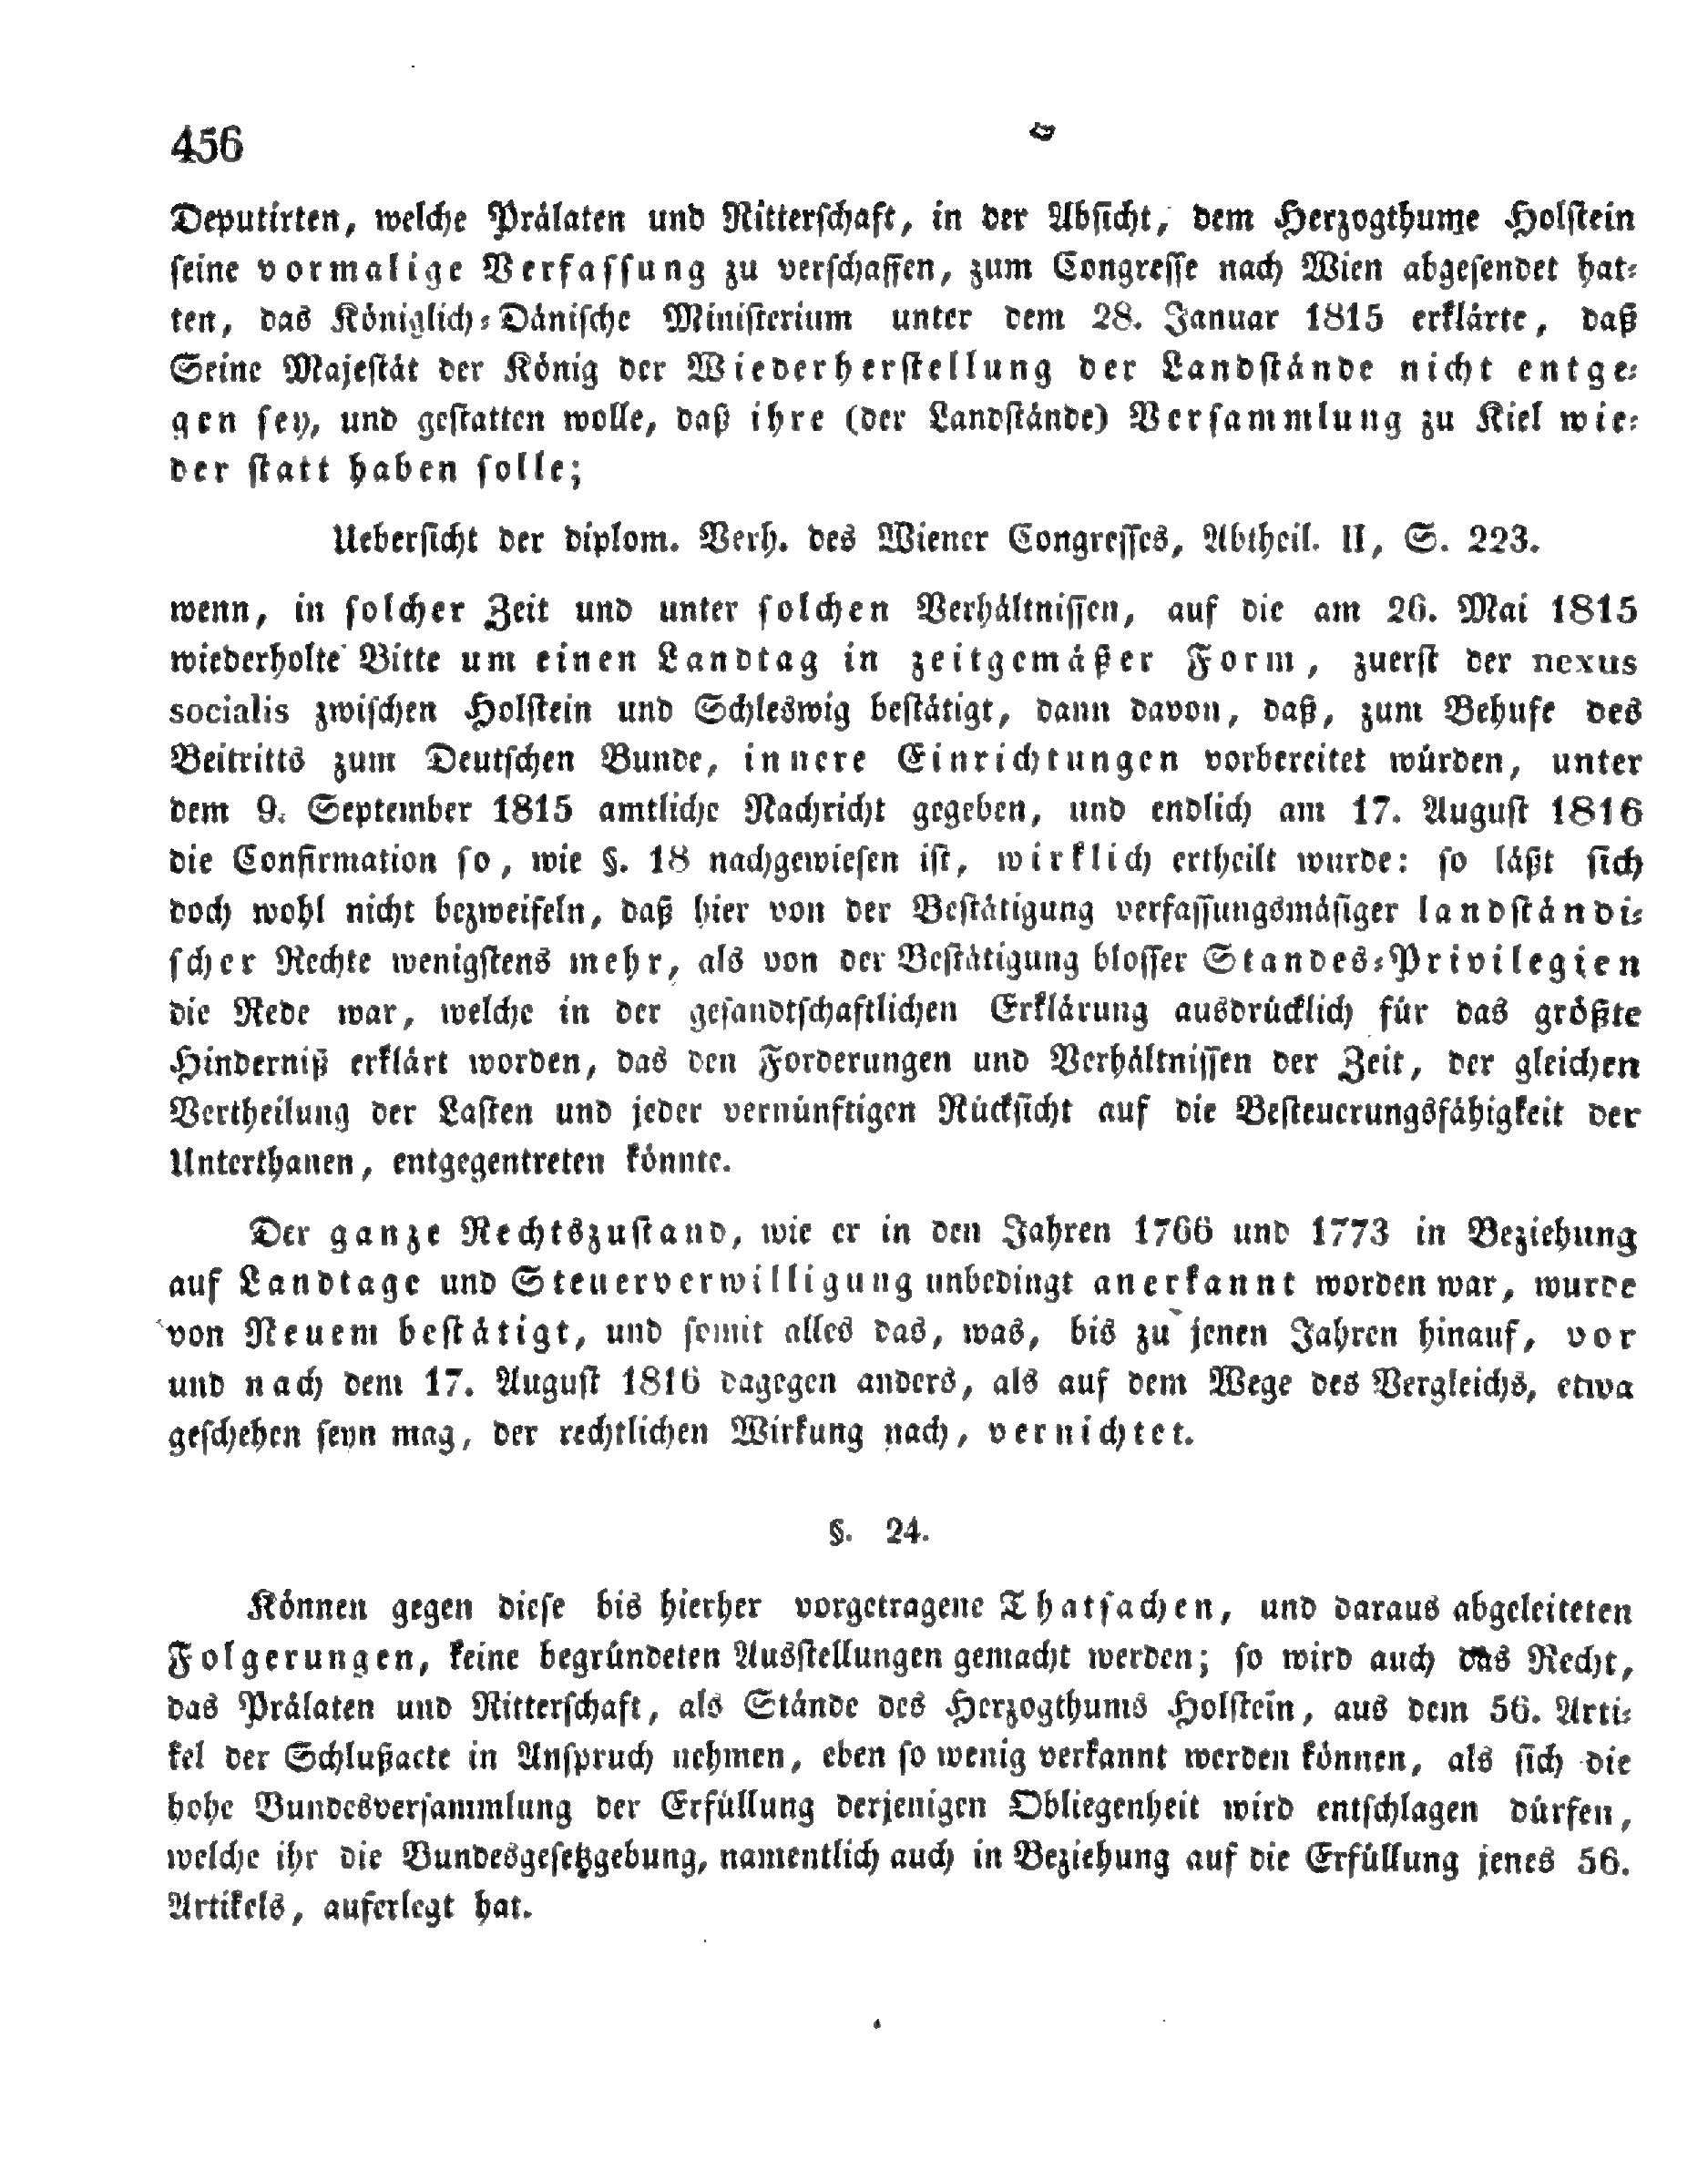 456
Deputirten, welche Prälaten und Ritterschaft, in der Absicht, dem Herzogthume Holstein
seine vormalige Verfassung zu verschaffen, zum Congresse nach Wien abgesendet hat-
ten, das Königlich-Dänische Ministerium unter dem 28. Januar 1815 erklärte, daß
Seine Majestät der König der Wiederherstellung der Landstände nicht entge-
gen sey, und gestatten wolle, daß ihre (der Landstände) Versammlung zu Kiel wie-
der statt haben solle;
Uebersicht der diplom. Verh. des Wiener Congresses, Abtheil. II, S. 223.
wenn, in solcher Zeit und unter solchen Verhältnissen, auf die am 26. Mai 1815
wiederholte Bitte um einen Landtag in zeitgemäßer Form, zuerst der nexus
socialis zwischen Holstein und Schleswig bestätigt, dann davon, daß, zum Behufe des
Beitritts zum Deutschen Bunde, innere Einrichtungen vorbereitet würden, unter
dem 9. September 1815 amtliche Nachricht gegeben, und endlich am 17. August 1816
die Confirmation so, wie §. 18 nachgewiesen ist, wirklich ertheilt wurde: so läßt sich
doch wohl nicht bezweifeln, daß hier von der Bestätigung verfassungsmäsiger landständi-
scher Rechte wenigstens mehr, als von der Bestätigung blosser Standes-Privilegien
die Rede war, welche in der gesandtschaftlichen Erklärung ausdrücklich für das größte
Hinderniß erklärt worden, das den Forderungen und Verhältnissen der Zeit, der gleichen
Vertheilung der Lasten und jeder vernünftigen Rücksicht auf die Besteuerungsfähigkeit der
Unterthanen, entgegentreten könnte.
Der ganze Rechtszustand, wie er in den Jahren 1766 und 1773 in Beziehung
auf Landtage und Steuerverwilligung unbedingt anerkannt worden war, wurde
von Neuem bestätigt, und somit alles das, was, bis zu jenen Jahren hinauf, vor
und nach dem 17. August 1816 dagegen anders, als auf dem Wege des Vergleichs, etwa
geschehen seyn mag, der rechtlichen Wirkung nach, vernichtet.
§. 24.
Können gegen diese bis hierher vorgetragene Thatsachen, und daraus abgeleiteten
Folgerungen, keine begründeten Ausstellungen gemacht werden; so wird auch das Recht,
das Prälaten und Ritterschaft, als Stände des Herzogthums Holstein, aus dem 56. Arti-
kel der Schlußacte in Anspruch nehmen, eben so wenig verkannt werden können, als sich die
hohe Bundesversammlung der Erfüllung derjenigen Obliegenheit wird entschlagen dürfen,
welche ihr die Bundesgesetzgebung, namentlich auch in Beziehung auf die Erfüllung jenes 56.
Artikels, auferlegt hat.